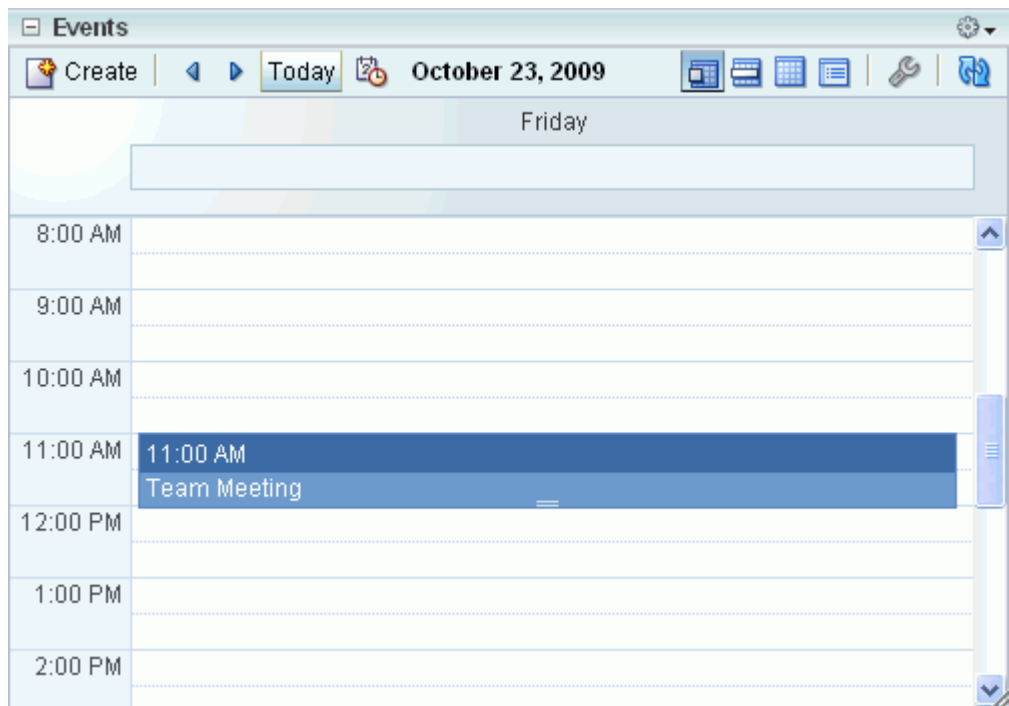 Events
Create Today October 23, 2009
Friday
8:00 AM
9:00 AM
10:00 AM
11:00 AM
11:00 AM
Team Meeting
12:00 PM
1:00 PM
2:00 PM